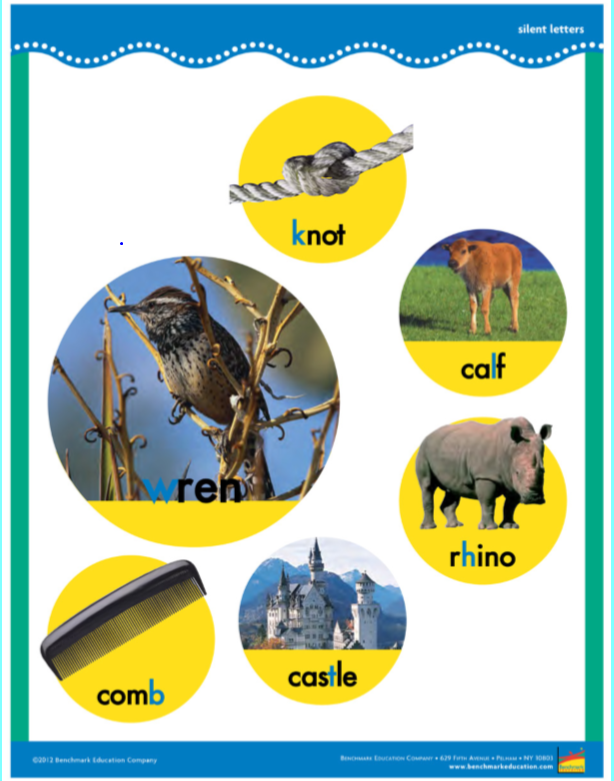 silent letters
knot
calf
wren
rhino
castle
comb
©2012 Benchmark Education Company
Benchmark Education Company • 629 Fifth Avenue • Pelham • NY 10803
www.benchmarkeducation.com